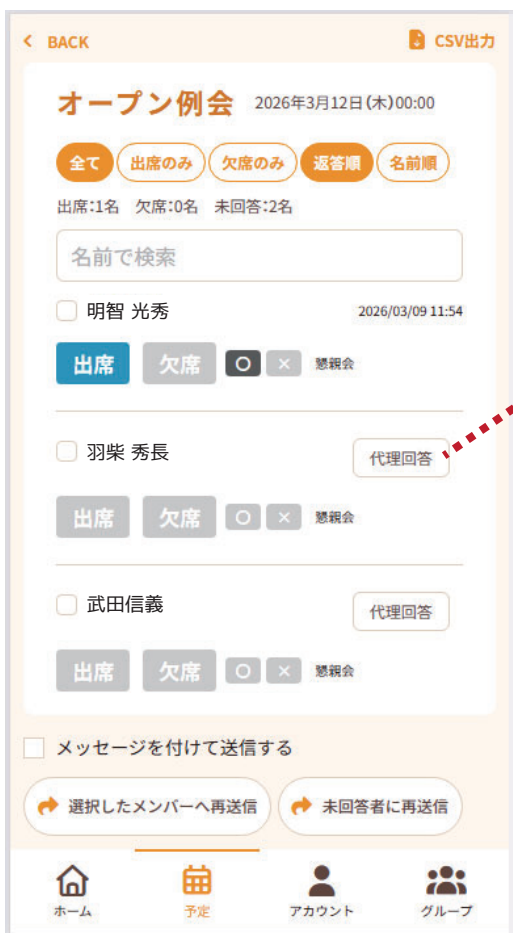 BACK CSV出力
オープン例会 2026年3月12日(木)00:00
全て 出席のみ 欠席のみ 返答順 名前順
出席:1名 欠席:0名 未回答:2名
名前で検索
明智 光秀 2026/03/09 11:54
出席 欠席 ○ × 懇親会
羽柴 秀長 代理回答
出席 欠席 ○ × 懇親会
武田信義 代理回答
出席 欠席 ○ × 懇親会
メッセージを付けて送信する
選択したメンバーへ再送信 未回答者に再送信
ホーム 予定 アカウント グループ